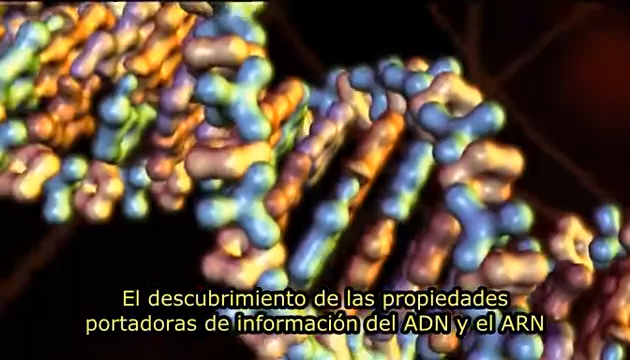 El descubrimiento de las propiedades
portadoras de información del ADN y el ARN